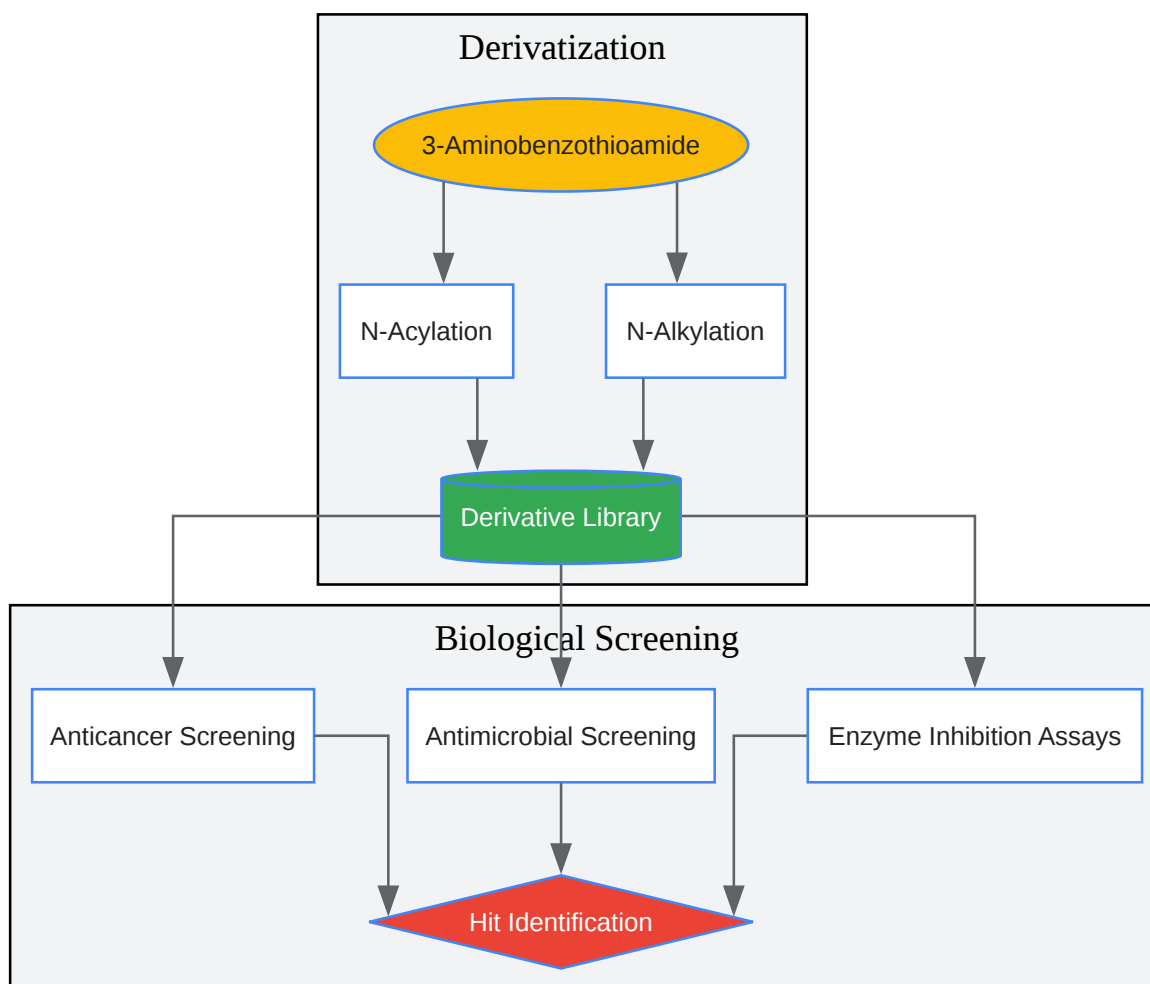 Derivatization
3-Aminobenzothioamide
N-Acylation
N-Alkylation
Derivative Library
Biological Screening
Anticancer Screening
Antimicrobial Screening
Enzyme Inhibition Assays
Hit Identification